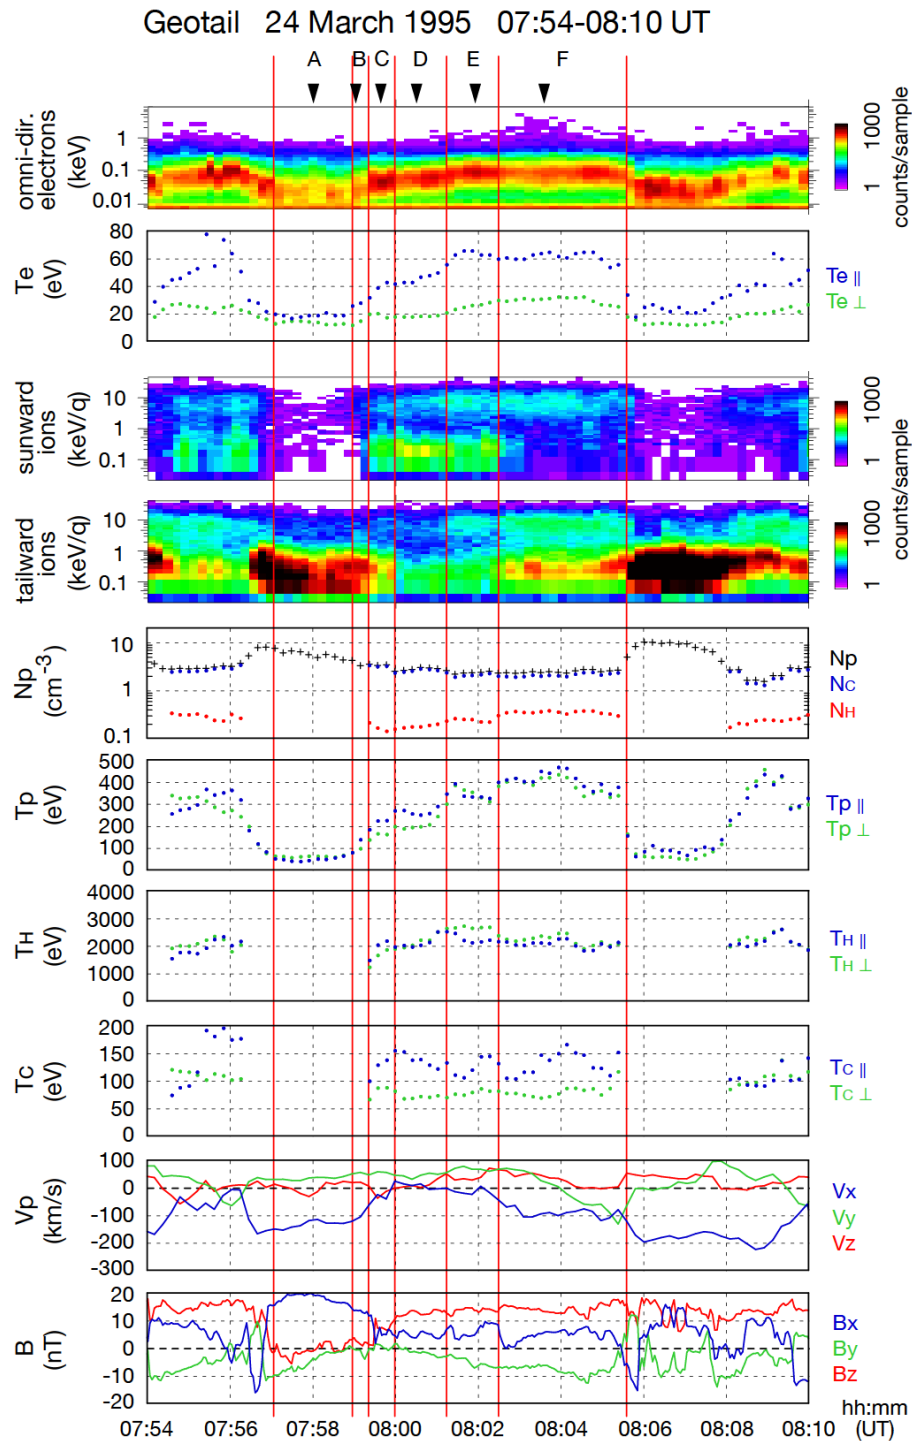 Geotail 24 March 1995 07:54-08:10 UT
A B C D E F
omni-dir.
electrons
(keV)
1
0.1
0.01
1000
1
counts/sample
Te
(eV)
80
60
40
20
0
Te ||
Te ⊥
sunward
ions
(keV/q)
10
1
0.1
1000
1
counts/sample
tailward
ions
(keV/q)
10
1
0.1
1000
1
counts/sample
Np
(cm-3)
10
1
0.1
Np
NC
NH
Tp
(eV)
500
400
300
200
100
0
Tp ||
Tp ⊥
TH
(eV)
4000
3000
2000
1000
0
TH ||
TH ⊥
TC
(eV)
200
150
100
50
0
TC ||
TC ⊥
Vp
(km/s)
100
0
-100
-200
-300
Vx
Vy
Vz
B
(nT)
20
10
0
-10
-20
Bx
By
Bz
07:54 07:56 07:58 08:00 08:02 08:04 08:06 08:08 08:10
hh:mm
(UT)